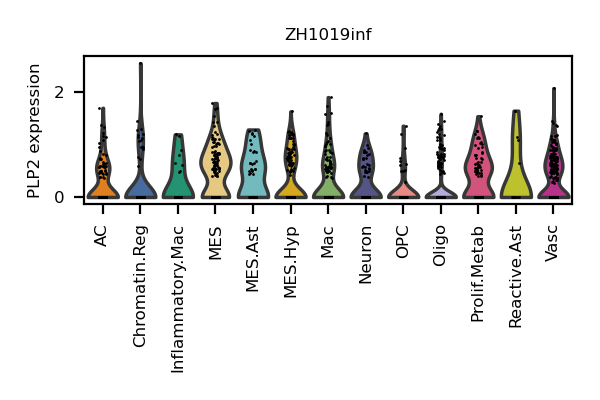 ZH1019inf
PLP2 expression
2
0
AC
Chromatin.Reg
Inflammatory.Mac
MES
MES.Ast
MES.Hyp
Mac
Neuron
OPC
Oligo
Prolif.Metab
Reactive.Ast
Vasc